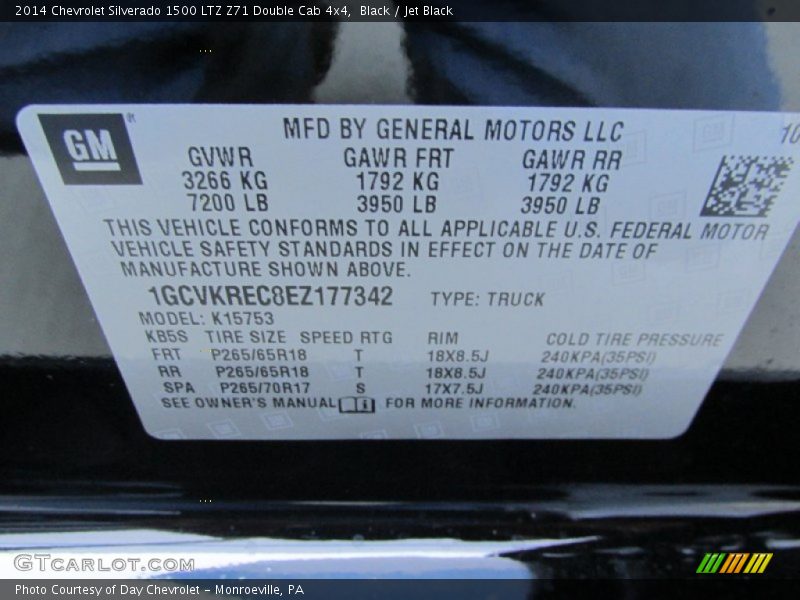 2014 Chevrolet Silverado 1500 LTZ Z71 Double Cab 4x4, Black / Jet Black
GM
MFD BY GENERAL MOTORS LLC
10
GVWR GAWR FRT GAWR RR
3266 KG 1792 KG 1792 KG
7200 LB 3950 LB 3950 LB
THIS VEHICLE CONFORMS TO ALL APPLICABLE U.S. FEDERAL MOTOR
VEHICLE SAFETY STANDARDS IN EFFECT ON THE DATE OF
MANUFACTURE SHOWN ABOVE.
1GCVKREC8EZ177342 TYPE: TRUCK
MODEL: K15753
KB5S TIRE SIZE SPEED RTG RIM COLD TIRE PRESSURE
FRT P265/65R18 T 18X8.5J 240KPA(35PSI)
RR P265/65R18 T 18X8.5J 240KPA(35PSI)
SPA P265/70R17 S 17X7.5J 240KPA(35PSI)
SEE OWNER'S MANUAL FOR MORE INFORMATION.
GTCARLOT.COM
Photo Courtesy of Day Chevrolet - Monroeville, PA